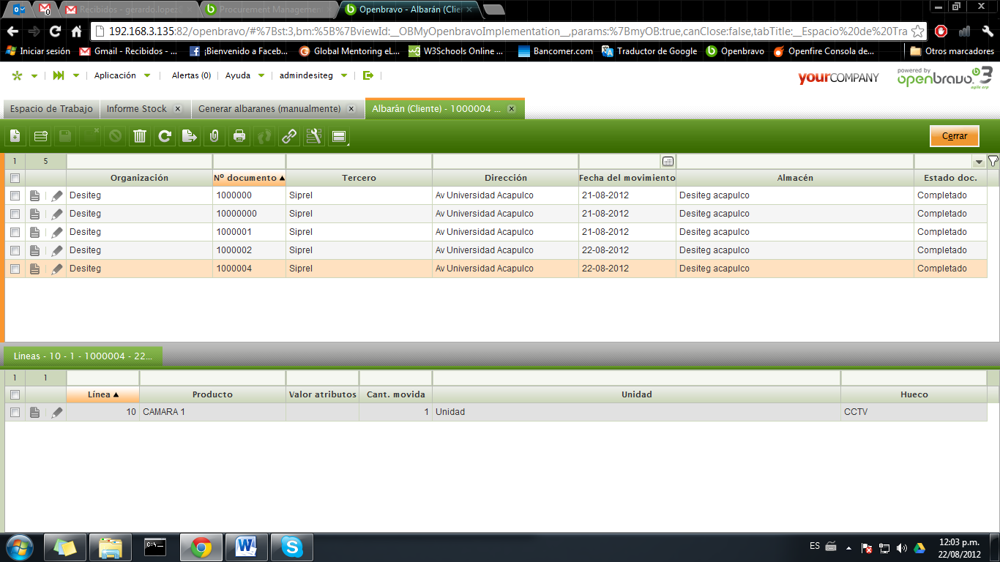 0
Recibidos - gerardo.lopez
Procurement Management
Openbravo - Albarán (Clie
192.168.3.135:82/openbravo/#%7Bst:3,bm:%5B%7BviewId:__OBMyOpenbravoImplementation__,params:%7BmyOB:true,canClose:false,tabTitle:__Espacio%20de%20Tra
Iniciar sesión
Gmail - Recibidos - ...
¡Bienvenido a Faceb...
Global Mentoring eL...
W3Schools Online ...
Bancomer.com
Traductor de Google
Openbravo
Openfire Consola de...
Otros marcadores
Aplicación
Alertas (0)
Ayuda
admindesiteg
yourCOMPANY
powered by
openbravo 3
agile erp
Espacio de Trabajo
Informe Stock
Generar albaranes (manualmente)
Albarán (Cliente) - 1000004 ...
Cerrar
1 5
Organización Nº documento Tercero Dirección Fecha del movimiento Almacén Estado doc.
Desiteg 1000000 Siprel Av Universidad Acapulco 21-08-2012 Desiteg acapulco Completado
Desiteg 10000000 Siprel Av Universidad Acapulco 21-08-2012 Desiteg acapulco Completado
Desiteg 1000001 Siprel Av Universidad Acapulco 21-08-2012 Desiteg acapulco Completado
Desiteg 1000002 Siprel Av Universidad Acapulco 22-08-2012 Desiteg acapulco Completado
Desiteg 1000004 Siprel Av Universidad Acapulco 22-08-2012 Desiteg acapulco Completado
Lineas - 10 - 1 - 1000004 - 22...
1 1
Línea Producto Valor atributos Cant. movida Unidad Hueco
10 CAMARA 1 1 Unidad CCTV
C:\
ES
12:03 p.m.
22/08/2012